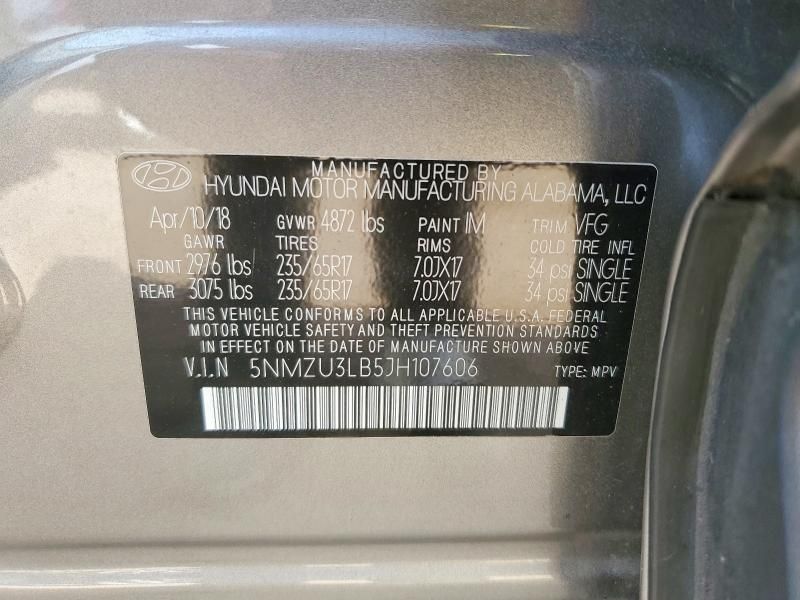 MANUFACTURED BY
HYUNDAI MOTOR MANUFACTURING ALABAMA, LLC
Apr/10/18 GVWR 4872 lbs PAINT IM TRIM VFG
GAWR TIRES RIMS COLD TIRE INFL
FRONT 2976 lbs 235/65R17 7.0JX17 34 psi SINGLE
REAR 3075 lbs 235/65R17 7.0JX17 34 psi SINGLE
THIS VEHICLE CONFORMS TO ALL APPLICABLE U.S.A. FEDERAL
MOTOR VEHICLE SAFETY AND THEFT PREVENTION STANDARDS
IN EFFECT ON THE DATE OF MANUFACTURE SHOWN ABOVE
V.I.N 5NMZU3LB5JH107606 TYPE: MPV